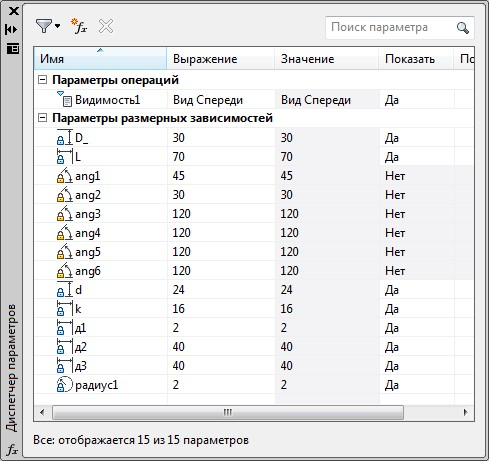 Поиск параметра
Имя Выражение Значение Показать По
Параметры операций
Видимость1 Вид Спереди Вид Спереди Да
Параметры размерных зависимостей
D_ 30 30 Да
L 70 70 Да
ang1 45 45 Нет
ang2 30 30 Нет
ang3 120 120 Нет
ang4 120 120 Нет
ang5 120 120 Нет
ang6 120 120 Нет
d 24 24 Да
k 16 16 Да
д1 2 2 Да
д2 40 40 Да
д3 40 40 Да
радиус1 2 2 Да
Все: отображается 15 из 15 параметров
Диспетчер параметров
fx